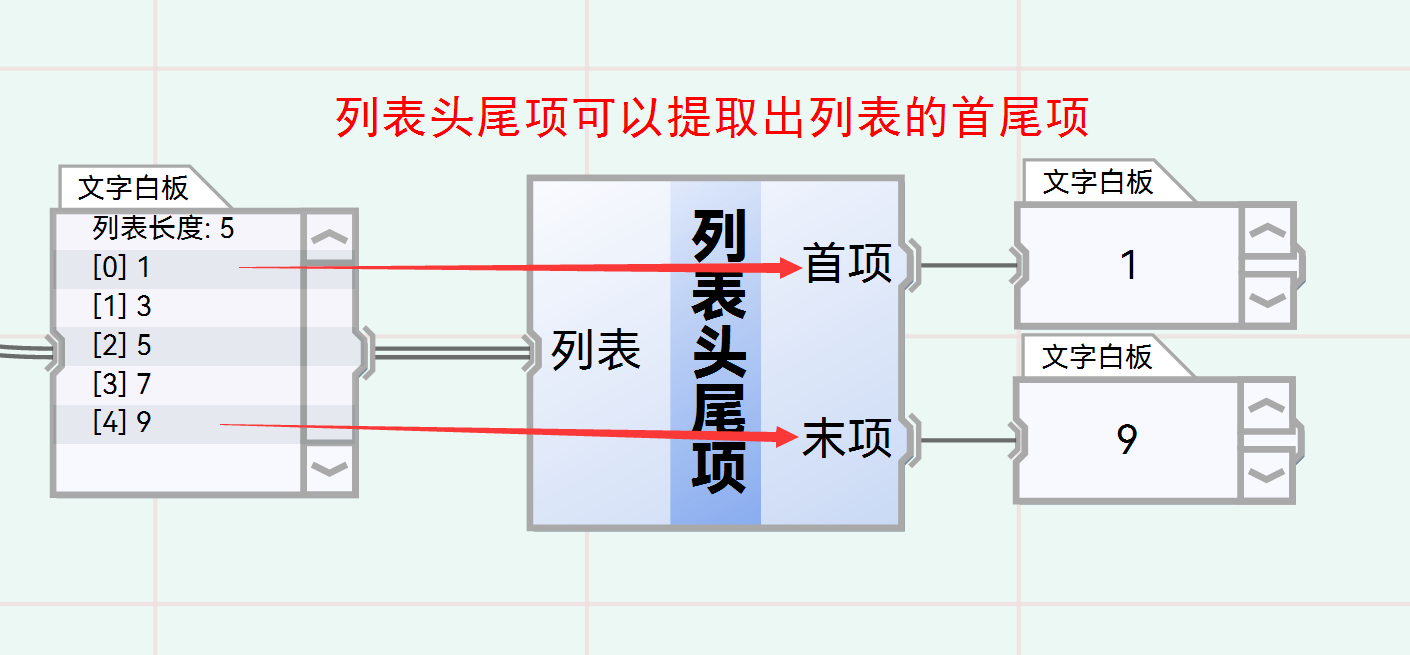 列表头尾项可以提取出列表的首尾项
文字白板
列表长度: 5
[0] 1
[1] 3
[2] 5
[3] 7
[4] 9
列表
列表头尾项
首项
末项
文字白板
1
文字白板
9